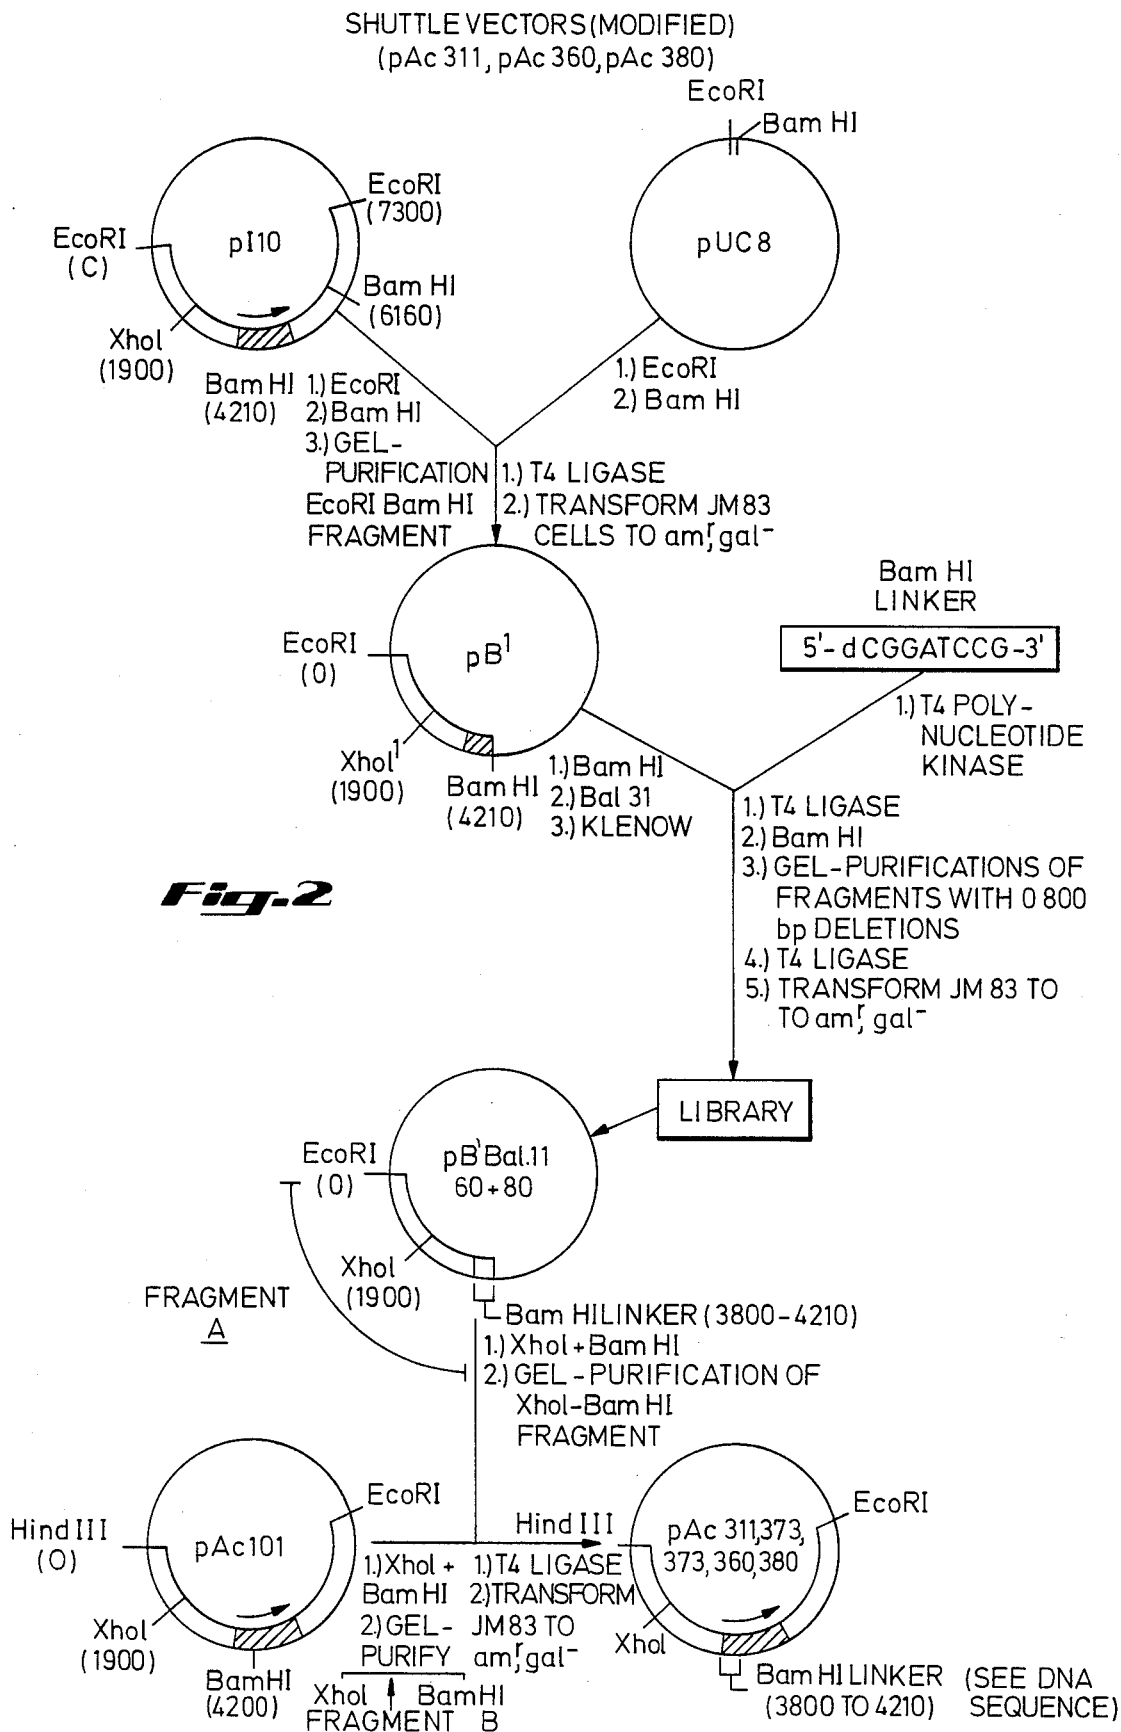 SHUTTLE VECTORS (MODIFIED)
(pAc 311, pAc 360, pAc 380)
EcoRI
Bam HI
EcoRI
(7300)
EcoRI
(C)
pI10
pUC8
Bam HI
(6160)
XhoI
(1900)
Bam HI
(4210)
1.) EcoRI
2.) Bam HI
3.) GEL-
PURIFICATION
EcoRI Bam HI
FRAGMENT
1.) EcoRI
2.) Bam HI
1.) T4 LIGASE
2.) TRANSFORM JM83
CELLS TO amʳ, gal⁻
Bam HI
LINKER
5'- d CGGATCCG -3'
EcoRI
(0)
pB¹
1.) T4 POLY-
NUCLEOTIDE
KINASE
XhoI¹
(1900)
Bam HI
(4210)
1.) Bam HI
2.) Bal 31
3.) KLENOW
1.) T4 LIGASE
2.) Bam HI
3.) GEL-PURIFICATIONS OF
FRAGMENTS WITH 0 800
bp DELETIONS
4.) T4 LIGASE
5.) TRANSFORM JM 83 TO
TO amʳ, gal⁻
Fig. 2
LIBRARY
EcoRI
(0)
pB'Bal.11
60 + 80
XhoI
(1900)
FRAGMENT
A
Bam HI LINKER (3800-4210)
1.) XhoI + Bam HI
2.) GEL - PURIFICATION OF
XhoI-Bam HI
FRAGMENT
EcoRI
Hind III
(O)
pAc101
XhoI
(1900)
BamHI
(4200)
1.) XhoI +
Bam HI
2.) GEL-
PURIFY
XhoI BamHI
FRAGMENT B
1.) T4 LIGASE
2.) TRANSFORM
JM83 TO
amʳ, gal⁻
Hind III
EcoRI
pAc 311,373,
373,360,380
XhoI
Bam HI LINKER (SEE DNA
(3800 TO 4210) SEQUENCE)